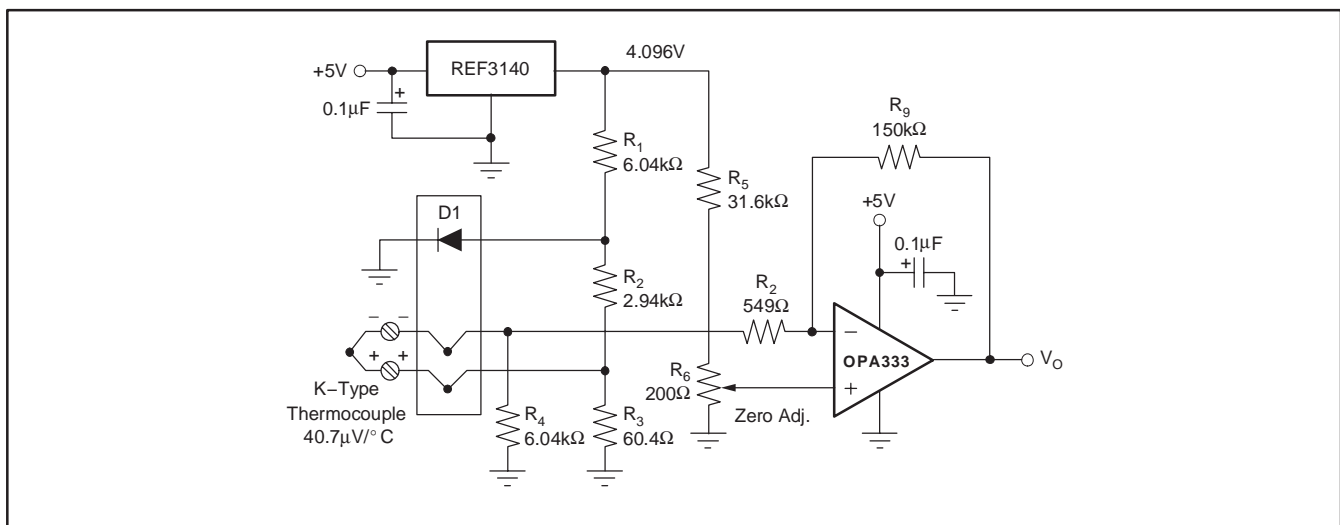 +5V
0.1µF
+
REF3140
4.096V
R1
6.04kΩ
R5
31.6kΩ
R9
150kΩ
+5V
0.1µF
+
D1
R2
2.94kΩ
R2
549Ω
− −
+ +
K−Type
Thermocouple
40.7µV/°C
R4
6.04kΩ
R3
60.4Ω
R6
200Ω
Zero Adj.
−
OPA333
+
VO